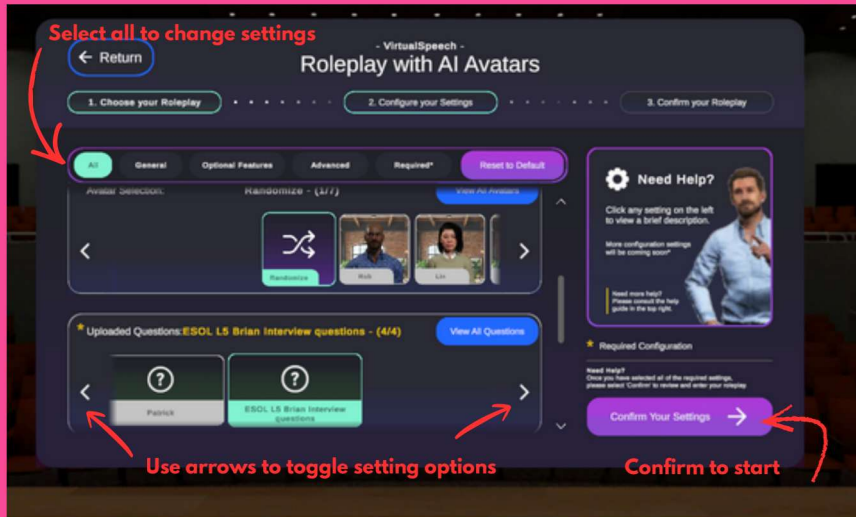 Select all to change settings
← Return
- VirtualSpeech -
Roleplay with AI Avatars
1. Choose your Roleplay
2. Configure your Settings
3. Confirm your Roleplay
All
General
Optional Features
Advanced
Required*
Reset to Default
Avatar Selection:
Randomize - (1/7)
View All Avatars
Randomize
Rick
Liv
* Uploaded Questions:ESOL L5 Brian Interview questions - (4/4)
View All Questions
Patrick
ESOL L5 Brian Interview
questions
Need Help?
Click any setting on the left
to view a brief description.
More configuration settings
will be coming soon*
Need more help?
Please consult the help
guide in the top right.
* Required Configuration
Need Help?
Once you have selected all of the required settings,
please select 'Confirm' to review and enter your roleplay
Confirm Your Settings →
Use arrows to toggle setting options
Confirm to start